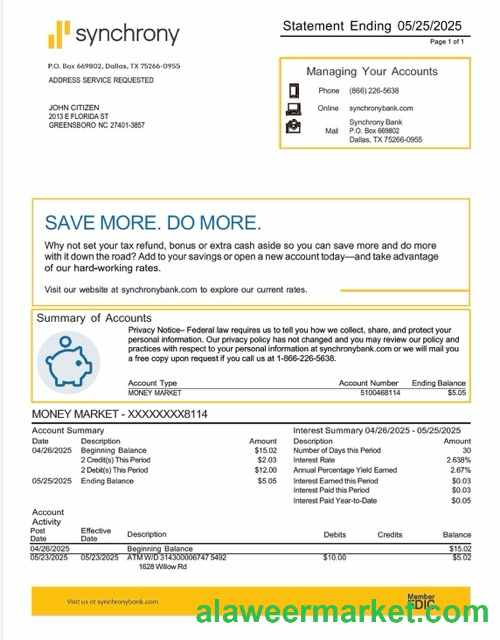 synchrony
Statement Ending 05/25/2025
Page 1 of 1
P.O. Box 669802, Dallas, TX 75266-0955
ADDRESS SERVICE REQUESTED
Managing Your Accounts
Phone (866) 226-5638
Online synchronybank.com
Mail Synchrony Bank
P.O. Box 669802
Dallas, TX 75266-0955
JOHN CITIZEN
2013 E FLORIDA ST
GREENSBORO NC 27401-3857
SAVE MORE. DO MORE.
Why not set your tax refund, bonus or extra cash aside so you can save more and do more
with it down the road? Add to your savings or open a new account today—and take advantage
of our hard-working rates.
Visit our website at synchronybank.com to explore our current rates.
Summary of Accounts
Privacy Notice– Federal law requires us to tell you how we collect, share, and protect your
personal information. Our privacy policy has not changed and you may review our policy and
practices with respect to your personal information at synchronybank.com or we will mail you
a free copy upon request if you call us at 1-866-226-5638.
Account Type Account Number Ending Balance
MONEY MARKET 5100468114 $5.05
MONEY MARKET - XXXXXXXX8114
Account Summary
Date Description Amount
04/26/2025 Beginning Balance $15.02
2 Credit(s) This Period $2.03
2 Debit(s) This Period $12.00
05/25/2025 Ending Balance $5.05
Interest Summary 04/26/2025 - 05/25/2025
Description Amount
Number of Days this Period 30
Interest Rate 2.638%
Annual Percentage Yield Earned 2.67%
Interest Earned this Period $0.03
Interest Paid this Period $0.03
Interest Paid Year-to-Date $0.05
Account
Activity
Post Date Effective Date Description Debits Credits Balance
04/26/2025 Beginning Balance $15.02
05/23/2025 05/23/2025 ATM W/D 314300006747 5492 $10.00 $5.02
1628 Willow Rd
Visit us at synchronybank.com
Member
FDIC
alaweermarket.com